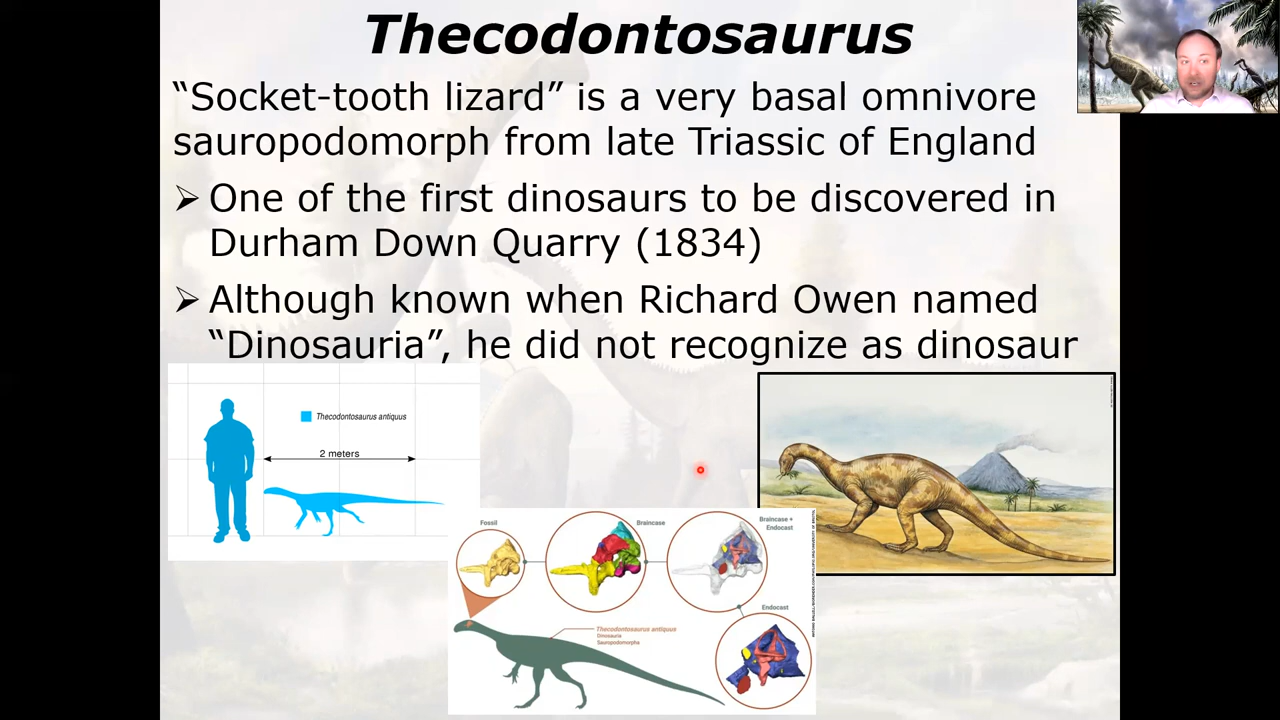 Thecodontosaurus
“Socket-tooth lizard” is a very basal omnivore
sauropodomorph from late Triassic of England
➢ One of the first dinosaurs to be discovered in
Durham Down Quarry (1834)
➢ Although known when Richard Owen named
“Dinosauria”, he did not recognize as dinosaur
Thecodontosaurus antiquus
2 meters
Fossil
Braincase
Braincase +
Endocast
Endocast
Thecodontosaurus antiquus
Dinosauria
Sauropodomorpha